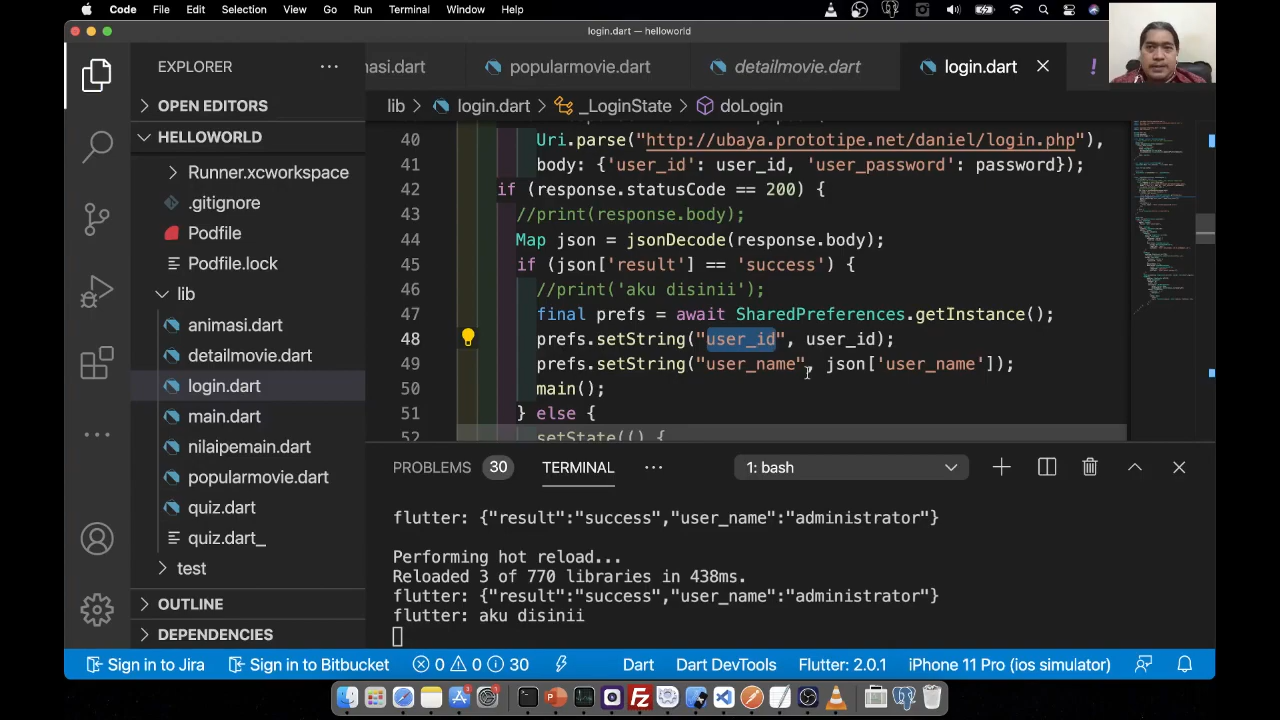 Code File Edit Selection View Go Run Terminal Window Help
login.dart — helloworld
EXPLORER
OPEN EDITORS
HELLOWORLD
Runner.xcworkspace
.gitignore
Podfile
Podfile.lock
lib
animasi.dart
detailmovie.dart
login.dart
main.dart
nilaipemain.dart
popularmovie.dart
quiz.dart
quiz.dart_
test
OUTLINE
DEPENDENCIES
masi.dart popularmovie.dart detailmovie.dart login.dart
lib > login.dart > _LoginState > doLogin
40 Uri.parse("http://ubaya.prototipe.net/daniel/login.php"),
41 body: {'user_id': user_id, 'user_password': password});
42 if (response.statusCode == 200) {
43 //print(response.body);
44 Map json = jsonDecode(response.body);
45 if (json['result'] == 'success') {
46 //print('aku disinii');
47 final prefs = await SharedPreferences.getInstance();
48 prefs.setString("user_id", user_id);
49 prefs.setString("user_name", json['user_name']);
50 main();
51 } else {
52 setState(() {
PROBLEMS 30 TERMINAL 1: bash
flutter: {"result":"success","user_name":"administrator"}
Performing hot reload...
Reloaded 3 of 770 libraries in 438ms.
flutter: {"result":"success","user_name":"administrator"}
flutter: aku disinii
Sign in to Jira Sign in to Bitbucket 0 0 30 Dart Dart DevTools Flutter: 2.0.1 iPhone 11 Pro (ios simulator)